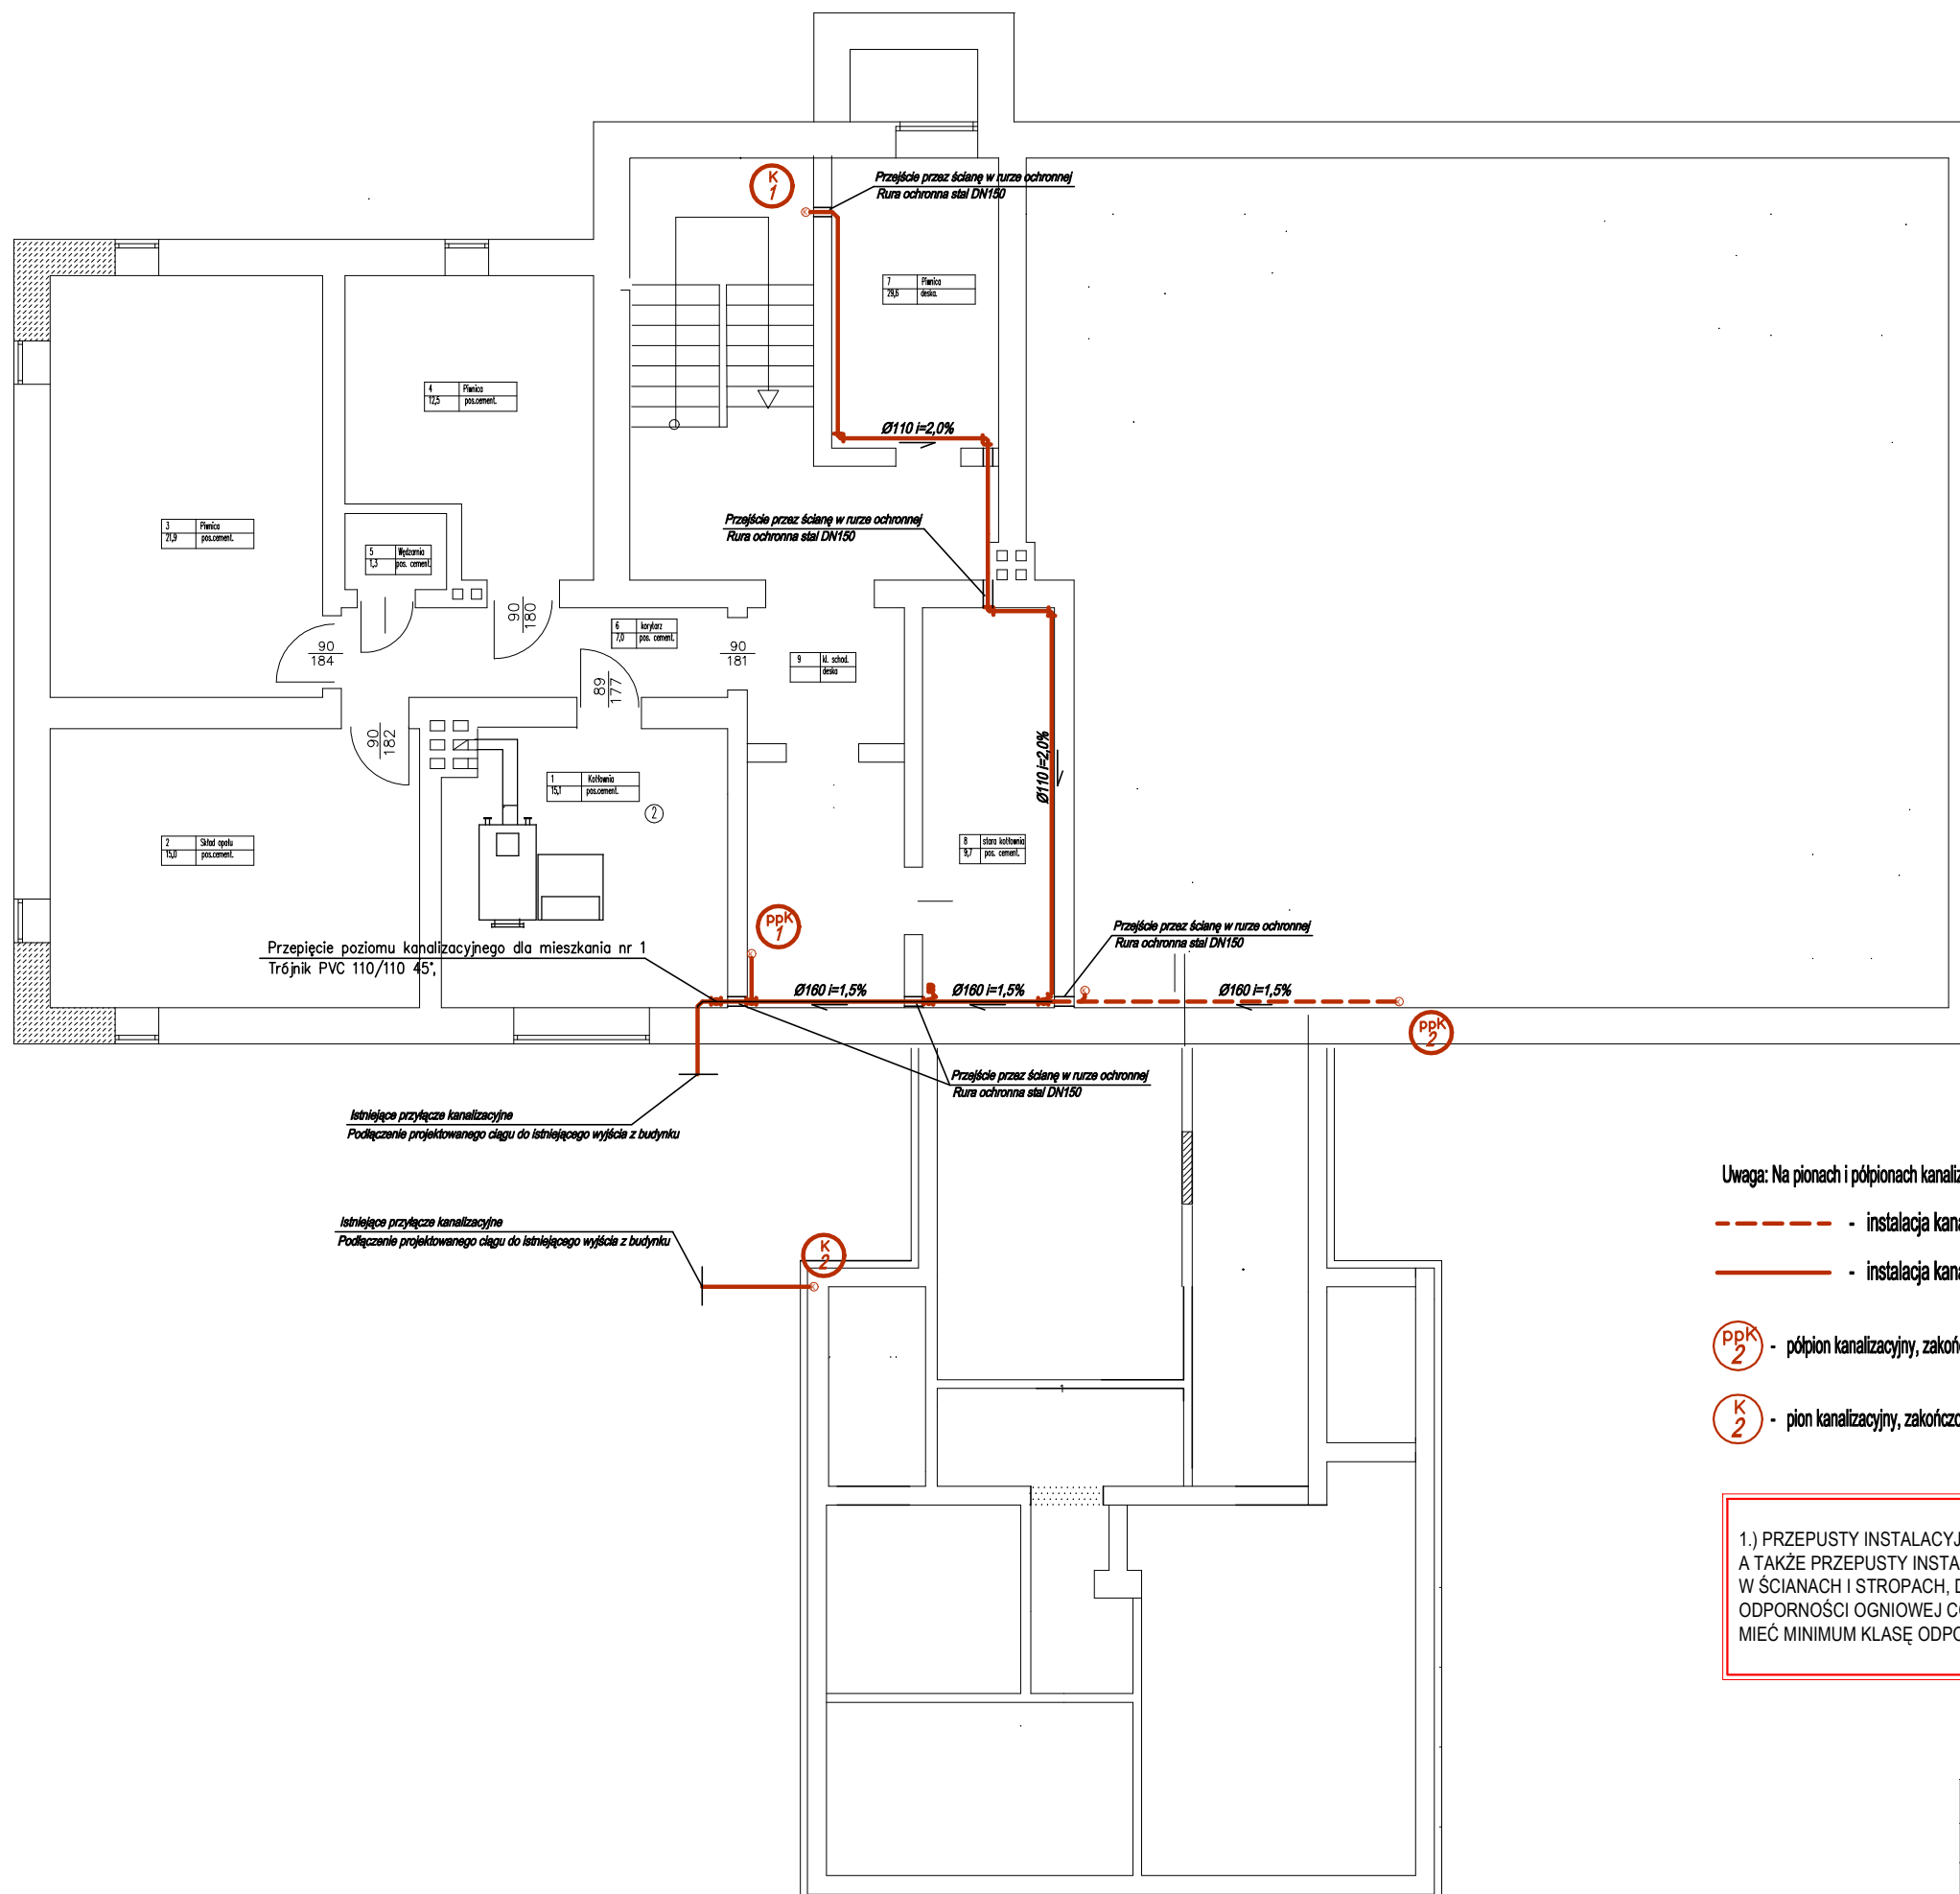 K
1
Przejście przez ścianę w rurze ochronnej
Rura ochronna stal DN150
7 Piwnica
29,6 deska.
4 Piwnica
12,5 pos.cement.
Ø110 i=2,0%
3 Piwnica
21,9 pos.cement.
Przejście przez ścianę w rurze ochronnej
Rura ochronna stal DN150
5 Wędzarnia
1,3 pos. cement.
90
180
6 korytarz
7,0 pos. cement.
90
184
90
181
9 kl. schod.
deska
89
177
90
182
Ø110 i=2,0%
1 Kotłownia
15,1 pos.cement.
2
2 Skład opału
15,0 pos.cement.
8 stara kotłownia
9,7 pos. cement.
ppK
1
Przejście przez ścianę w rurze ochronnej
Rura ochronna stal DN150
Przepięcie poziomu kanalizacyjnego dla mieszkania nr 1
Trójnik PVC 110/110 45°,
Ø160 i=1,5%
Ø160 i=1,5%
Ø160 i=1,5%
ppK
2
Przejście przez ścianę w rurze ochronnej
Rura ochronna stal DN150
Istniejące przyłącze kanalizacyjne
Podłączenie projektowanego ciągu do istniejącego wyjścia z budynku
Uwaga: Na pionach i półpionach kanaliz
- instalacja kana
Istniejące przyłącze kanalizacyjne
Podłączenie projektowanego ciągu do istniejącego wyjścia z budynku
K
2
- instalacja kana
ppK
2 - półpion kanalizacyjny, zakoń
1
K
2 - pion kanalizacyjny, zakończo
1.) PRZEPUSTY INSTALACYJ
A TAKŻE PRZEPUSTY INSTA
W ŚCIANACH I STROPACH, D
ODPORNOŚCI OGNIOWEJ CO
MIEĆ MINIMUM KLASĘ ODPO